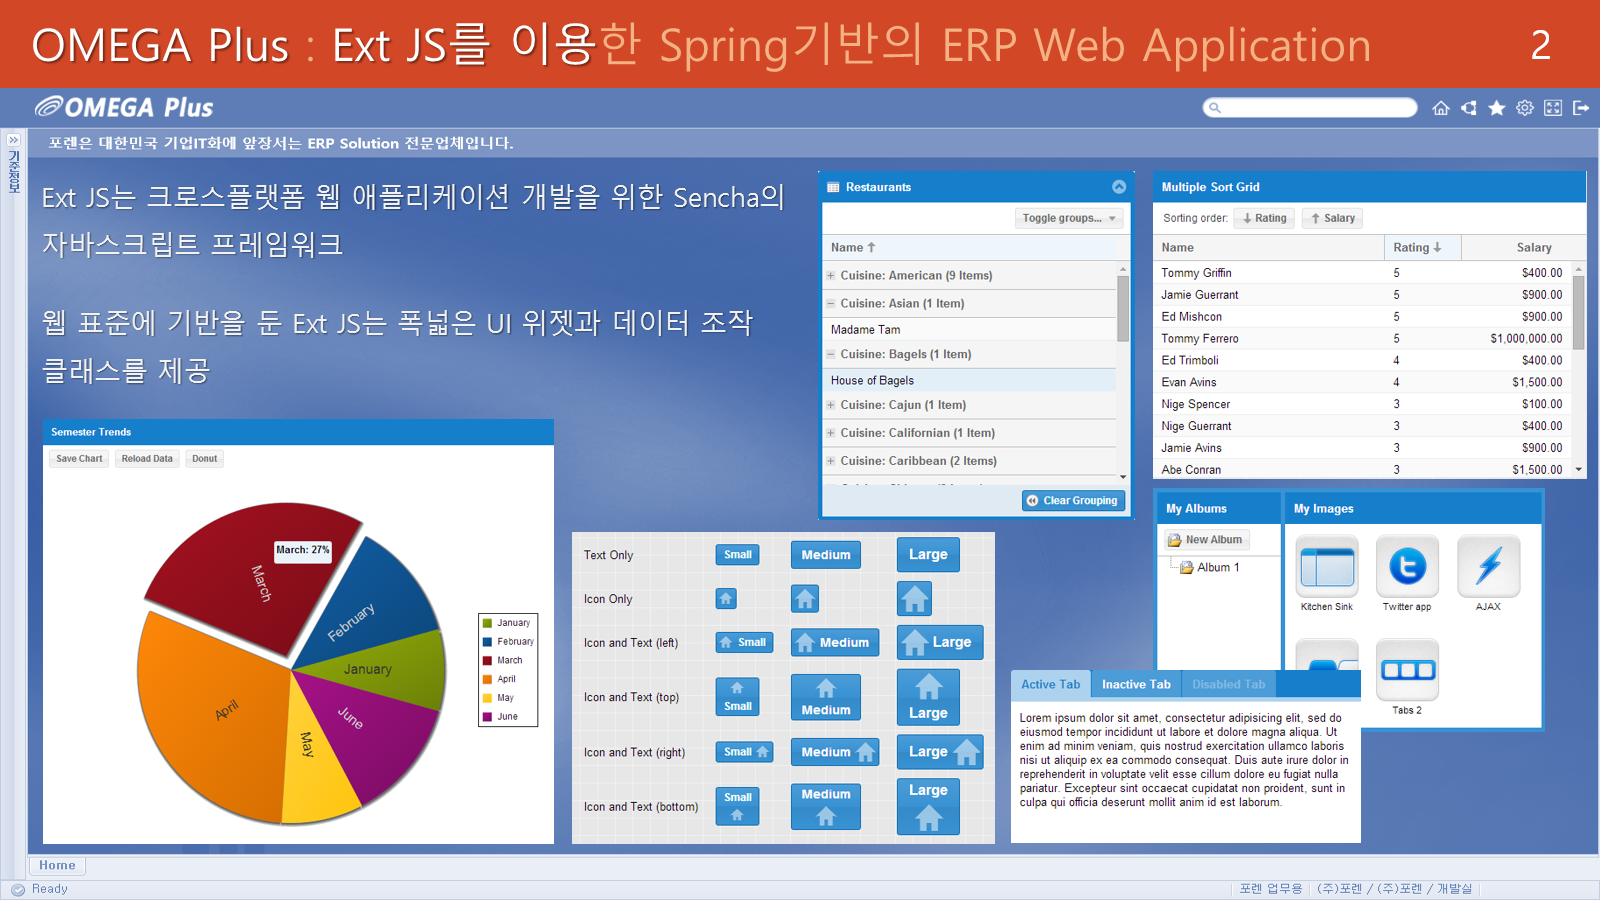 OMEGA Plus : Ext JS를 이용한 Spring기반의 ERP Web Application
2
OMEGA Plus
포렌은 대한민국 기업IT화에 앞장서는 ERP Solution 전문업체입니다.
기준정보
Ext JS는 크로스플랫폼 웹 애플리케이션 개발을 위한 Sencha의
자바스크립트 프레임워크
웹 표준에 기반을 둔 Ext JS는 폭넓은 UI 위젯과 데이터 조작
클래스를 제공
Restaurants
Toggle groups...
Name
Cuisine: American (9 Items)
Cuisine: Asian (1 Item)
Madame Tam
Cuisine: Bagels (1 Item)
House of Bagels
Cuisine: Cajun (1 Item)
Cuisine: Californian (1 Item)
Cuisine: Caribbean (2 Items)
Clear Grouping
Multiple Sort Grid
Sorting order: Rating Salary
Name Rating Salary
Tommy Griffin 5 $400.00
Jamie Guerrant 5 $900.00
Ed Mishcon 5 $900.00
Tommy Ferrero 5 $1,000,000.00
Ed Trimboli 4 $400.00
Evan Avins 4 $1,500.00
Nige Spencer 3 $100.00
Nige Guerrant 3 $400.00
Jamie Avins 3 $900.00
Abe Conran 3 $1,500.00
Semester Trends
Save Chart Reload Data Donut
March: 27%
March
February
January
June
May
April
January
February
March
April
May
June
Text Only Small Medium Large
Icon Only
Icon and Text (left) Small Medium Large
Icon and Text (top) Small Medium Large
Icon and Text (right) Small Medium Large
Icon and Text (bottom) Small Medium Large
My Albums
New Album
Album 1
My Images
Kitchen Sink Twitter app AJAX
Tabs 2
Active Tab Inactive Tab Disabled Tab
Lorem ipsum dolor sit amet, consectetur adipisicing elit, sed do
eiusmod tempor incididunt ut labore et dolore magna aliqua. Ut
enim ad minim veniam, quis nostrud exercitation ullamco laboris
nisi ut aliquip ex ea commodo consequat. Duis aute irure dolor in
reprehenderit in voluptate velit esse cillum dolore eu fugiat nulla
pariatur. Excepteur sint occaecat cupidatat non proident, sunt in
culpa qui officia deserunt mollit anim id est laborum.
Home
Ready
포렌 업무용 (주)포렌 / (주)포렌 / 개발실